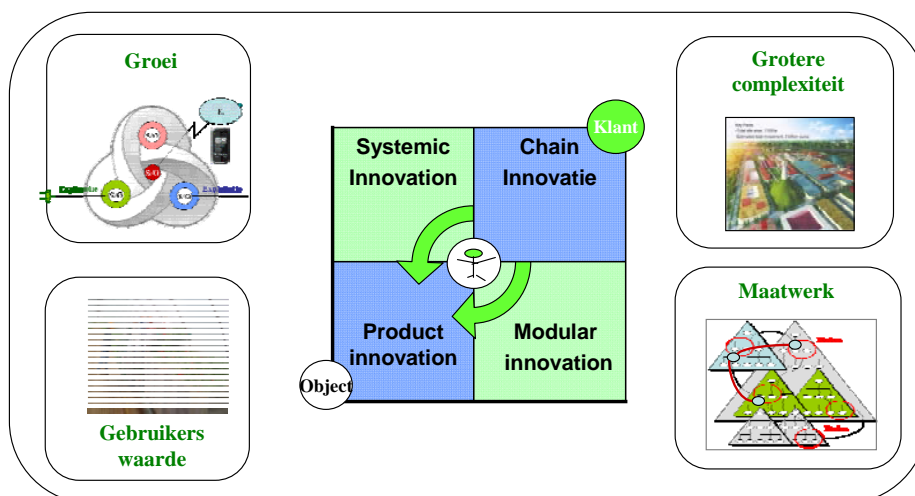 Groei
Grotere
complexiteit
Klant
Systemic
Innovation
Chain
Innovatie
Product
innovation
Modular
innovation
Object
Gebruikers
waarde
Maatwerk